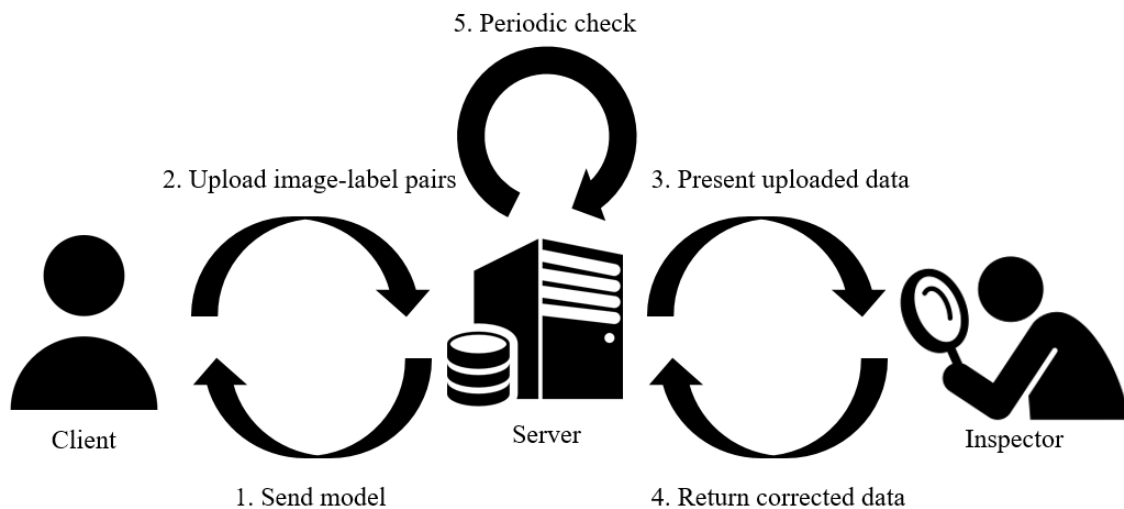 5. Periodic check
2. Upload image-label pairs
3. Present uploaded data
Client
Server
Inspector
1. Send model
4. Return corrected data